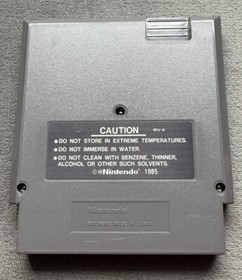 CAUTION
REV-A
•DO NOT STORE IN EXTREME TEMPERATURES.
•DO NOT IMMERSE IN WATER.
•DO NOT CLEAN WITH BENZENE, THINNER,
ALCOHOL OR OTHER SUCH SOLVENTS.
©Nintendo® 1985